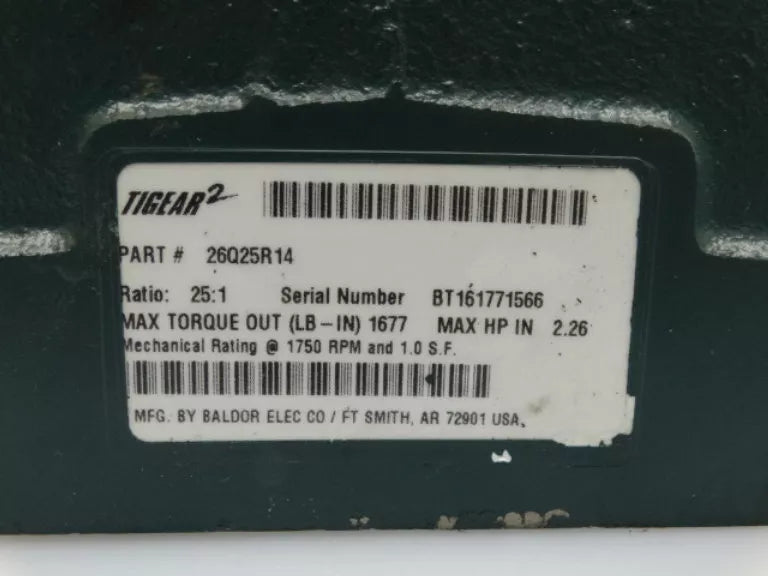 TIGEAR2
PART # 26Q25R14
Ratio: 25:1 Serial Number BT161771566
MAX TORQUE OUT (LB-IN) 1677 MAX HP IN 2.26
Mechanical Rating @ 1750 RPM and 1.0 S.F.
MFG. BY BALDOR ELEC CO / FT SMITH, AR 72901 USA